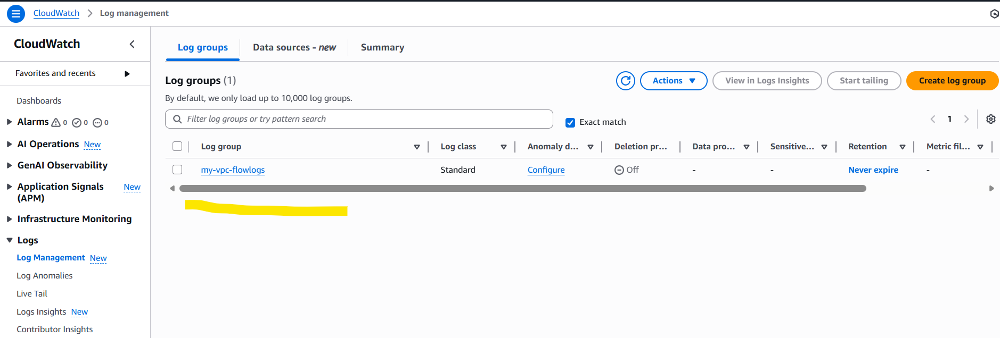 CloudWatch > Log management
CloudWatch
Favorites and recents
Dashboards
Alarms 0 0 0
AI Operations New
GenAI Observability
Application Signals (APM) New
Infrastructure Monitoring
Logs
Log Management New
Log Anomalies
Live Tail
Logs Insights New
Contributor Insights
Log groups
Data sources - new
Summary
Log groups (1)
Actions
View in Logs Insights
Start tailing
Create log group
By default, we only load up to 10,000 log groups.
Filter log groups or try pattern search
Exact match
1
Log group Log class Anomaly d... Deletion pr... Data pro... Sensitive... Retention Metric fil...
my-vpc-flowlogs Standard Configure Off - - Never expire -